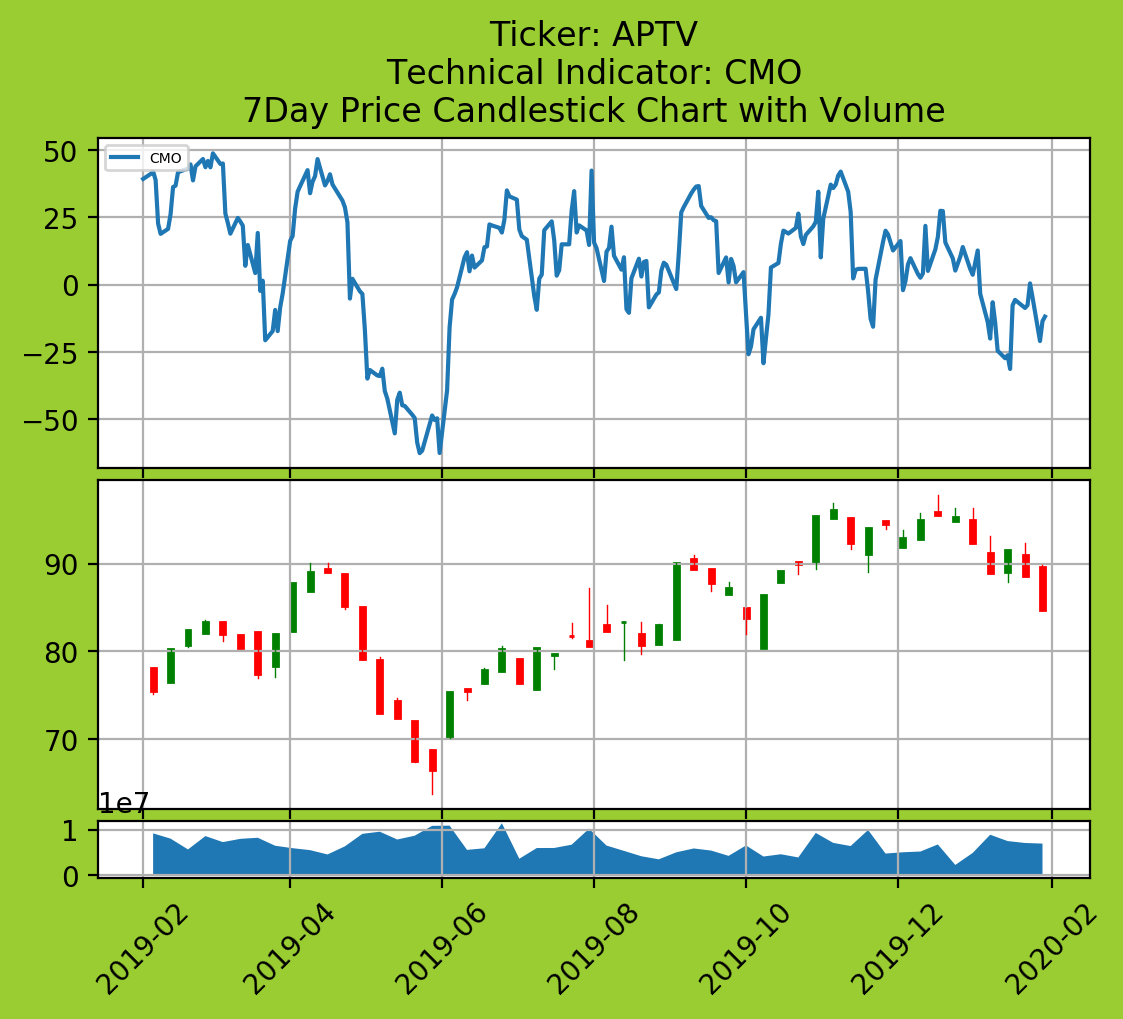 Ticker: APTV
Technical Indicator: CMO
7Day Price Candlestick Chart with Volume
CMO
50
25
0
−25
−50
90
80
70
1e7
1
0
2019-02 2019-04 2019-06 2019-08 2019-10 2019-12 2020-02